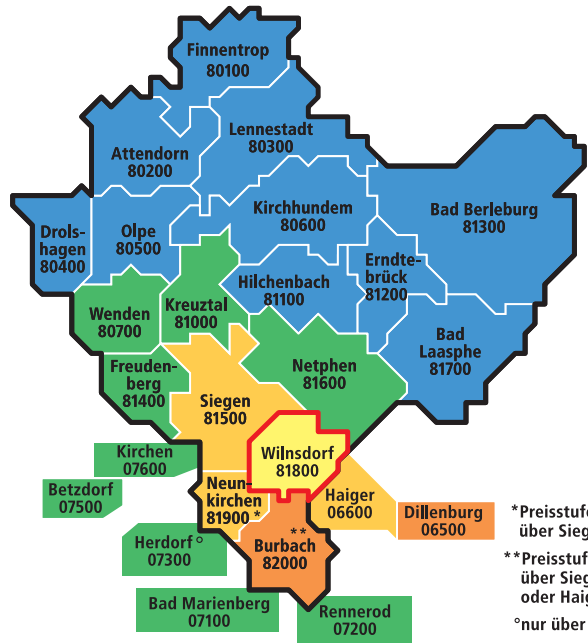 Finnentrop
80100
Lennestadt
80300
Attendorn
80200
Kirchhundem
80600
Bad Berleburg
81300
Drols-
hagen
80400
Olpe
80500
Erndte-
brück
81200
Hilchenbach
81100
Kreuztal
81000
Wenden
80700
Bad
Laasphe
81700
Netphen
81600
Freuden-
berg
81400
Siegen
81500
Wilnsdorf
81800
Kirchen
07600
Betzdorf
07500
Neun-
kirchen
81900 *
Haiger
06600
Dillenburg
06500
Herdorf °
07300
**
Burbach
82000
Bad Marienberg
07100
Rennerod
07200
*Preisstufe
über Sieg
**Preisstuf
über Sieg
oder Haig
°nur über